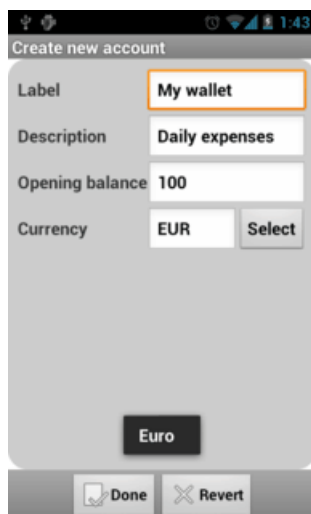 1:43
Create new account
Label My wallet
Description Daily expenses
Opening balance 100
Currency EUR Select
Euro
Done Revert